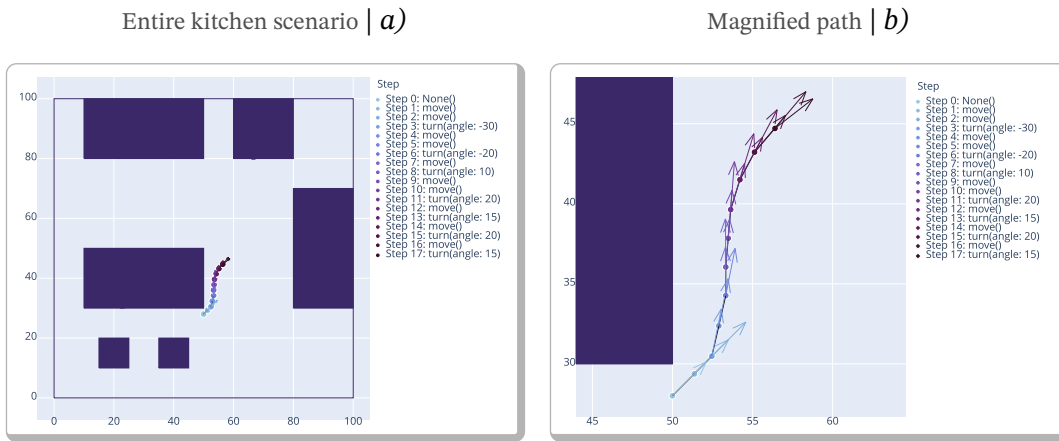 Entire kitchen scenario | a)
Magnified path | b)
Step
Step 0: None()
Step 1: move()
Step 2: move()
Step 3: turn(angle: -30)
Step 4: move()
Step 5: move()
Step 6: turn(angle: -20)
Step 7: move()
Step 8: turn(angle: 10)
Step 9: move()
Step 10: move()
Step 11: turn(angle: 20)
Step 12: move()
Step 13: turn(angle: 15)
Step 14: move()
Step 15: turn(angle: 20)
Step 16: move()
Step 17: turn(angle: 15)
100
80
60
40
20
0
0 20 40 60 80 100
Step
Step 0: None()
Step 1: move()
Step 2: move()
Step 3: turn(angle: -30)
Step 4: move()
Step 5: move()
Step 6: turn(angle: -20)
Step 7: move()
Step 8: turn(angle: 10)
Step 9: move()
Step 10: move()
Step 11: turn(angle: 20)
Step 12: move()
Step 13: turn(angle: 15)
Step 14: move()
Step 15: turn(angle: 20)
Step 16: move()
Step 17: turn(angle: 15)
45
40
35
30
45 50 55 60